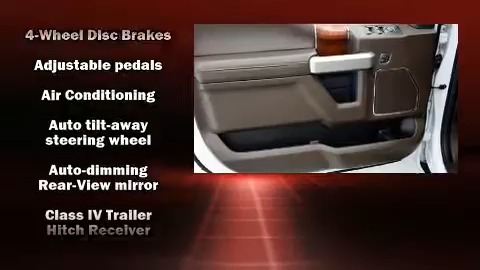 4-Wheel Disc Brakes
Adjustable pedals
Air Conditioning
Auto tilt-away
steering wheel
Auto-dimming
Rear-View mirror
Class IV Trailer
Hitch Receiver